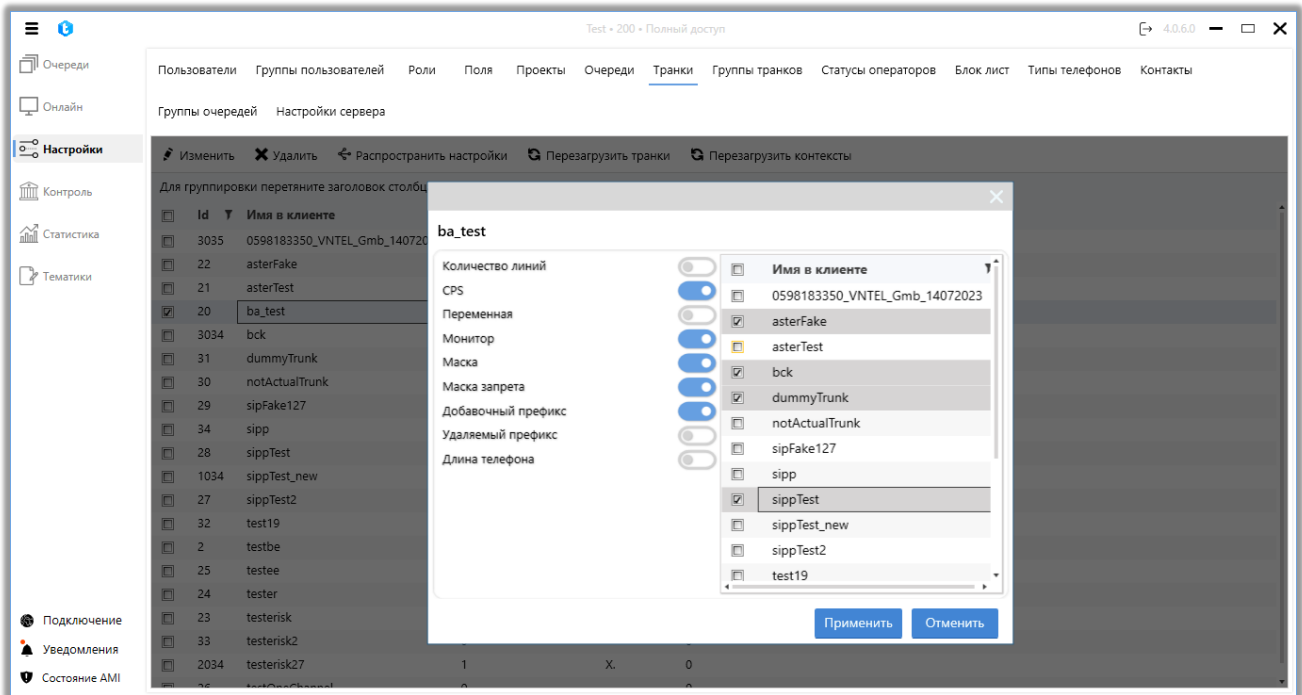 Test • 200 • Полный доступ
4.0.6.0
Очереди
Онлайн
Настройки
Контроль
Статистика
Тематики
Подключение
Уведомления
Состояние AMI
Пользователи Группы пользователей Роли Поля Проекты Очереди Транки Группы транков Статусы операторов Блок лист Типы телефонов Контакты
Группы очередей Настройки сервера
Изменить Удалить Распространить настройки Перезагрузить транки Перезагрузить контексты
Для группировки перетяните заголовок столбц
Id Имя в клиенте
3035 0598183350_VNTEL_Gmb_140720
22 asterFake
21 asterTest
20 ba_test
3034 bck
31 dummyTrunk
30 notActualTrunk
29 sipFake127
34 sipp
28 sippTest
1034 sippTest_new
27 sippTest2
32 test19
2 testbe
25 testee
24 tester
23 testerisk
33 testerisk2
2034 testerisk27 1 X. 0
ba_test
Количество линий
CPS
Переменная
Монитор
Маска
Маска запрета
Добавочный префикс
Удаляемый префикс
Длина телефона
Имя в клиенте
0598183350_VNTEL_Gmb_14072023
asterFake
asterTest
bck
dummyTrunk
notActualTrunk
sipFake127
sipp
sippTest
sippTest_new
sippTest2
test19
Применить Отменить